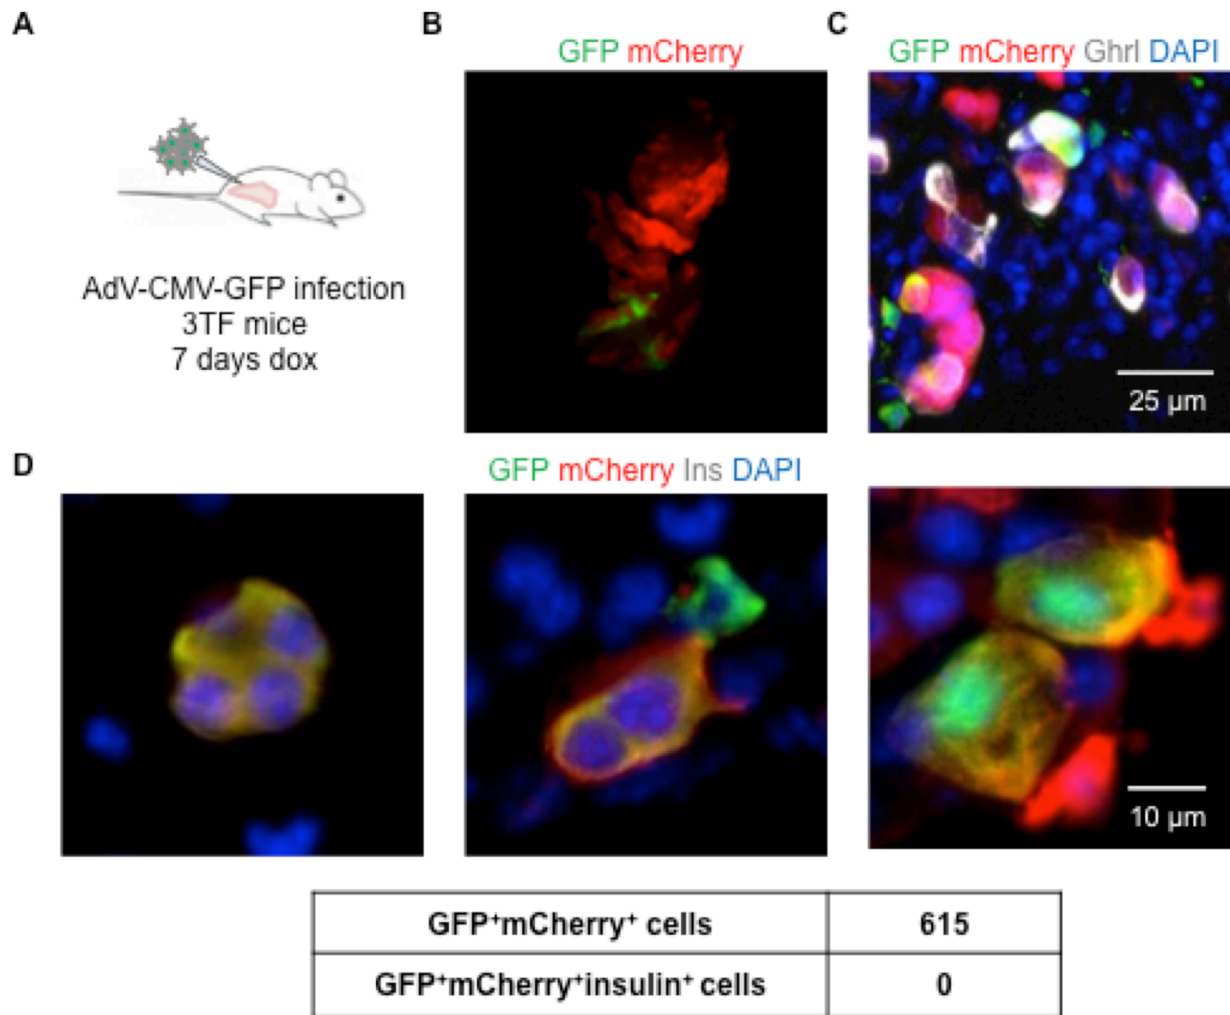 A
B
C
GFP mCherry
GFP mCherry Ghrl DAPI
AdV-CMV-GFP infection
3TF mice
7 days dox
25 µm
D
GFP mCherry Ins DAPI
10 µm
GFP⁺mCherry⁺ cells 615
GFP⁺mCherry⁺insulin⁺ cells 0